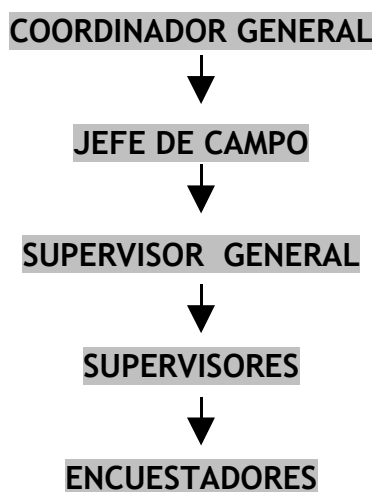 COORDINADOR GENERAL
JEFE DE CAMPO
SUPERVISOR GENERAL
SUPERVISORES
ENCUESTADORES